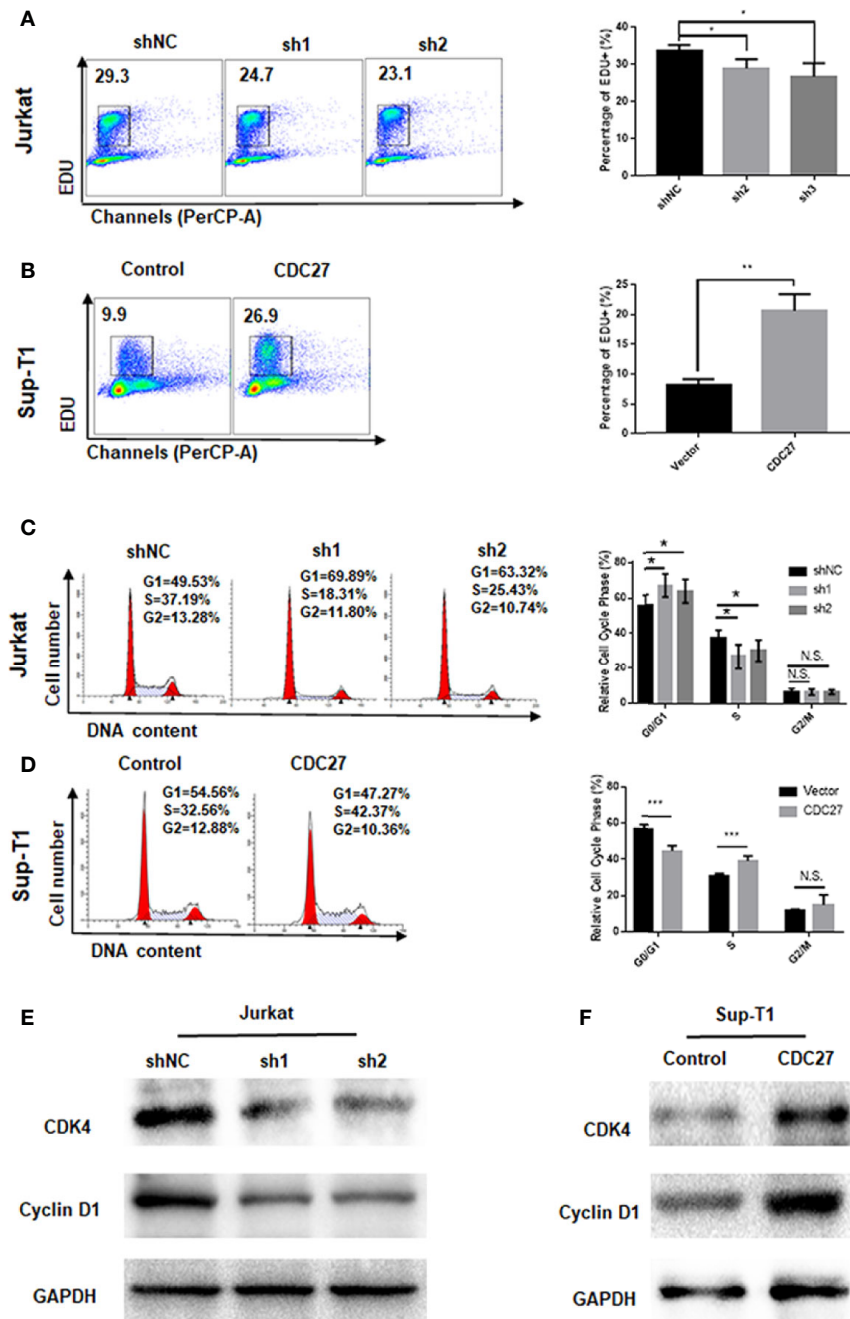 A
shNC sh1 sh2
29.3 24.7 23.1
Jurkat
EDU
Channels (PerCP-A)
Percentage of EDU+ (%)
50
40
30
20
10
0
* *
shNC sh2 sh3
B
Control CDC27
9.9 26.9
Sup-T1
EDU
Channels (PerCP-A)
Percentage of EDU+ (%)
25
20
15
10
5
0
**
Vector CDC27
C
shNC sh1 sh2
G1=49.53%
S=37.19%
G2=13.28%
G1=69.89%
S=18.31%
G2=11.80%
G1=63.32%
S=25.43%
G2=10.74%
Jurkat
Cell number
DNA content
Relative Cell Cycle Phase (%)
80
60
40
20
0
* * * * N.S. N.S.
shNC
sh1
sh2
G0/G1 S G2/M
D
Control CDC27
G1=54.56%
S=32.56%
G2=12.88%
G1=47.27%
S=42.37%
G2=10.36%
Sup-T1
Cell number
DNA content
Relative Cell Cycle Phase (%)
80
60
40
20
0
*** *** N.S.
Vector
CDC27
G0/G1 S G2/M
E
Jurkat
shNC sh1 sh2
CDK4
Cyclin D1
GAPDH
F
Sup-T1
Control CDC27
CDK4
Cyclin D1
GAPDH